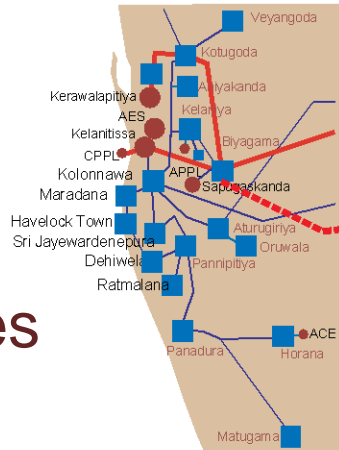 Veyangoda
Kotugoda
Aniyakanda
Kerawalapitiya
Kelaniya
AES
Kelanitissa
Biyagama
CPPL
APPL
Kolonnawa
Sapugaskanda
Maradana
Havelock Town
Aturugiriya
Sri Jayewardenepura
Oruwala
Dehiwela
Pannipitiya
Ratmalana
es
ACE
Panadura
Horana
Matugama